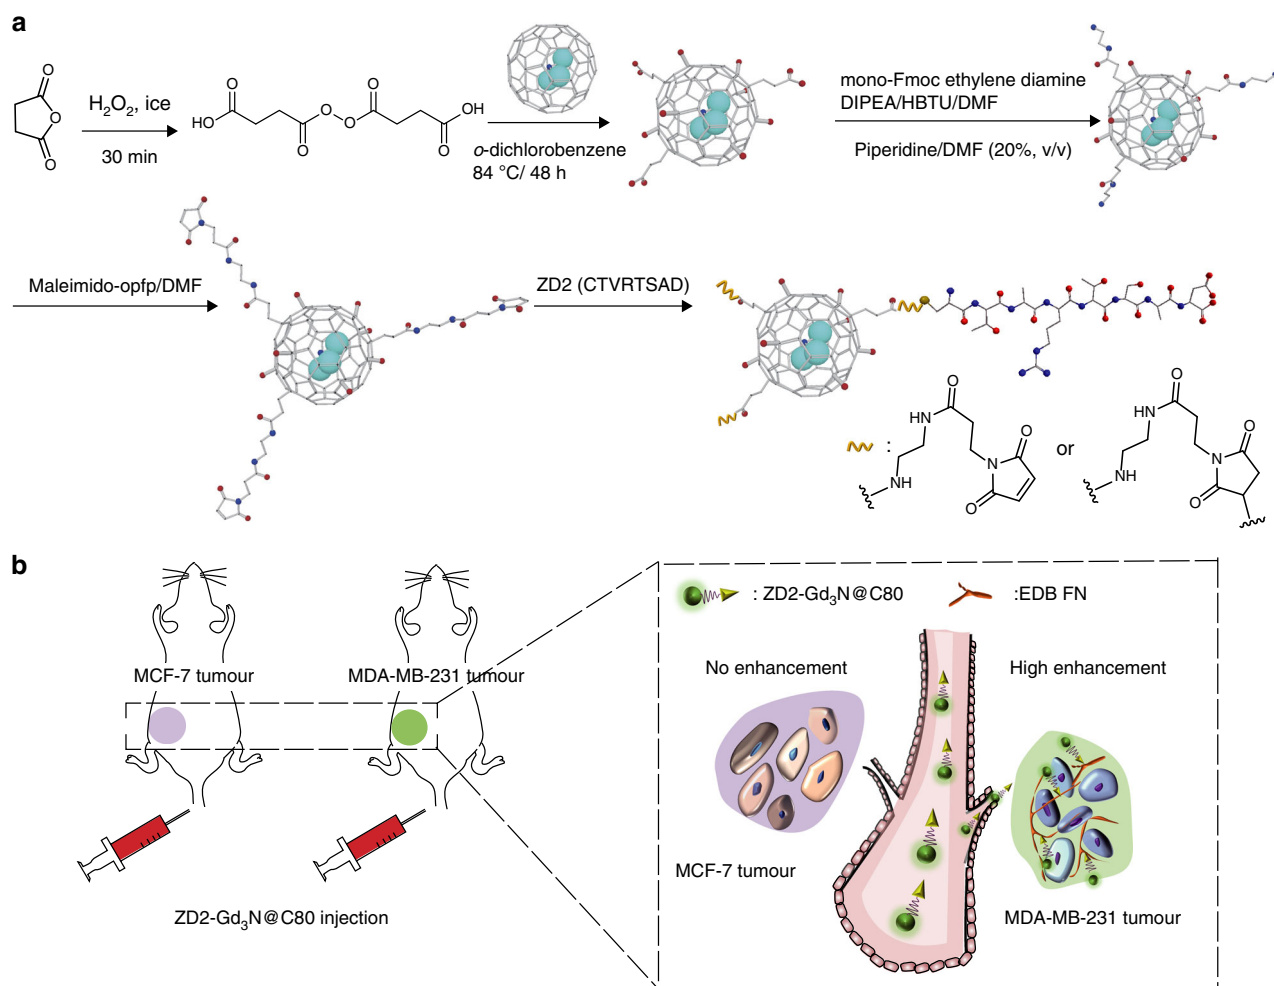 a
O
O
O
H₂O₂, ice
30 min
HO
O
O
O
O
O
O
OH
o-dichlorobenzene
84 °C/ 48 h
mono-Fmoc ethylene diamine
DIPEA/HBTU/DMF
Piperidine/DMF (20%, v/v)
Maleimido-opfp/DMF
ZD2 (CTVRTSAD)
:
NH
O
HN
N
O
O
or
NH
O
HN
N
O
O
b
MCF-7 tumour
MDA-MB-231 tumour
ZD2-Gd₃N@C80 injection
: ZD2-Gd₃N@C80
:EDB FN
No enhancement
High enhancement
MCF-7 tumour
MDA-MB-231 tumour